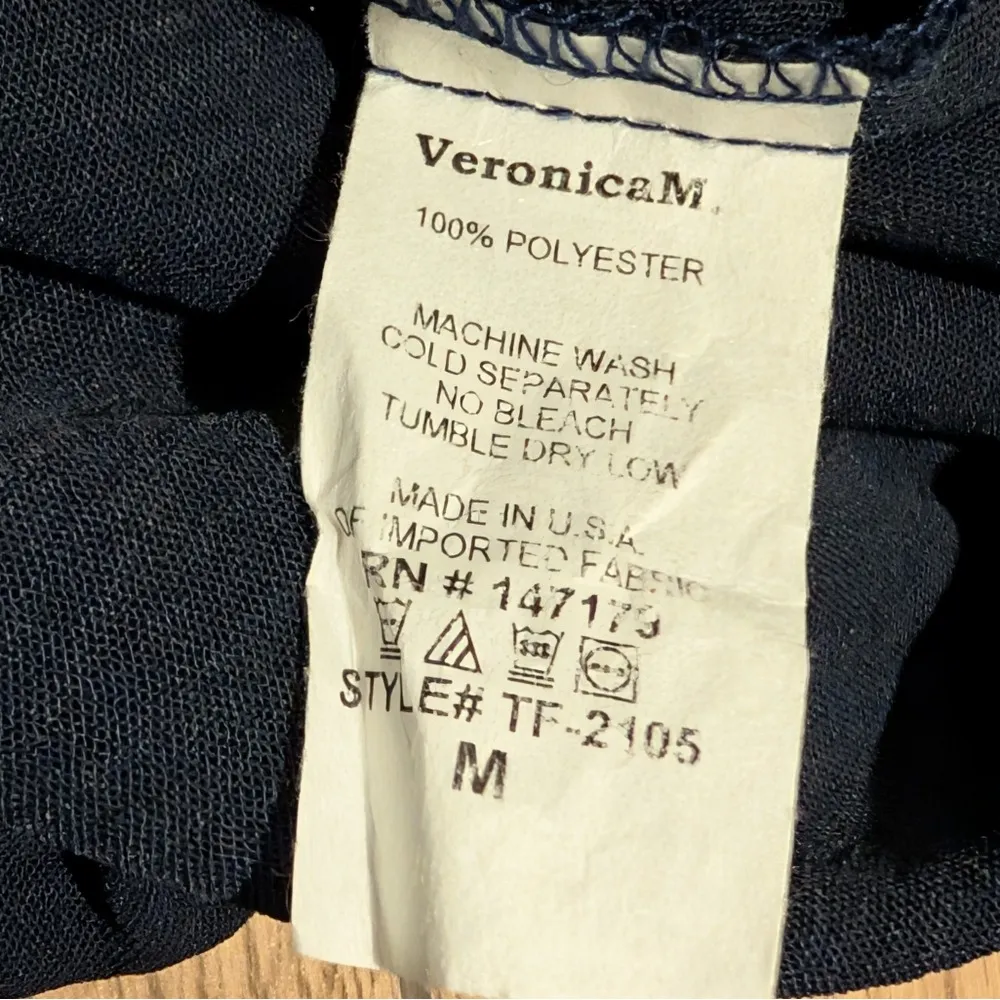 VeronicaM.
100% POLYESTER
MACHINE WASH
COLD SEPARATELY
NO BLEACH
TUMBLE DRY LOW
MADE IN U.S.A.
OF IMPORTED FABRIC
RN # 147179
STYLE# TF-2105
M